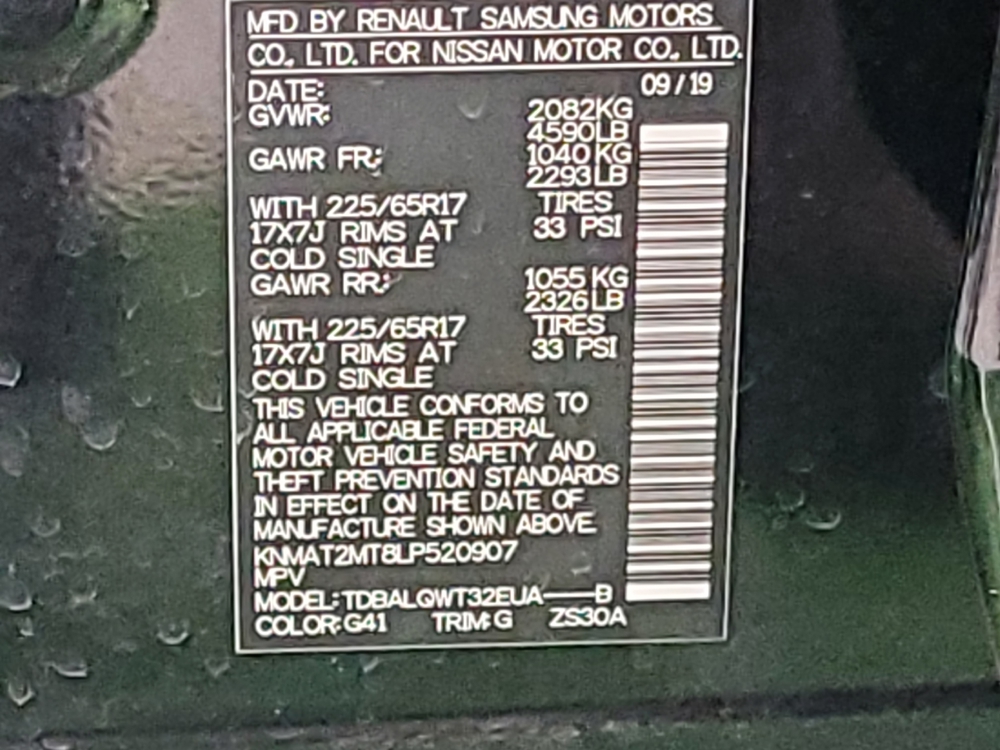 MFD BY RENAULT SAMSUNG MOTORS
CO., LTD. FOR NISSAN MOTOR CO., LTD.
DATE: 09/19
GVWR: 2082KG
4590LB
GAWR FR: 1040 KG
2293LB
WITH 225/65R17 TIRES
17X7J RIMS AT 33 PSI
COLD SINGLE
GAWR RR: 1055 KG
2326LB
WITH 225/65R17 TIRES
17X7J RIMS AT 33 PSI
COLD SINGLE
THIS VEHICLE CONFORMS TO
ALL APPLICABLE FEDERAL
MOTOR VEHICLE SAFETY AND
THEFT PREVENTION STANDARDS
IN EFFECT ON THE DATE OF
MANUFACTURE SHOWN ABOVE.
KNMAT2MT8LP520907
MPV
MODEL:TDBALQWT32EUA——B
COLOR:G41 TRIM:G ZS30A